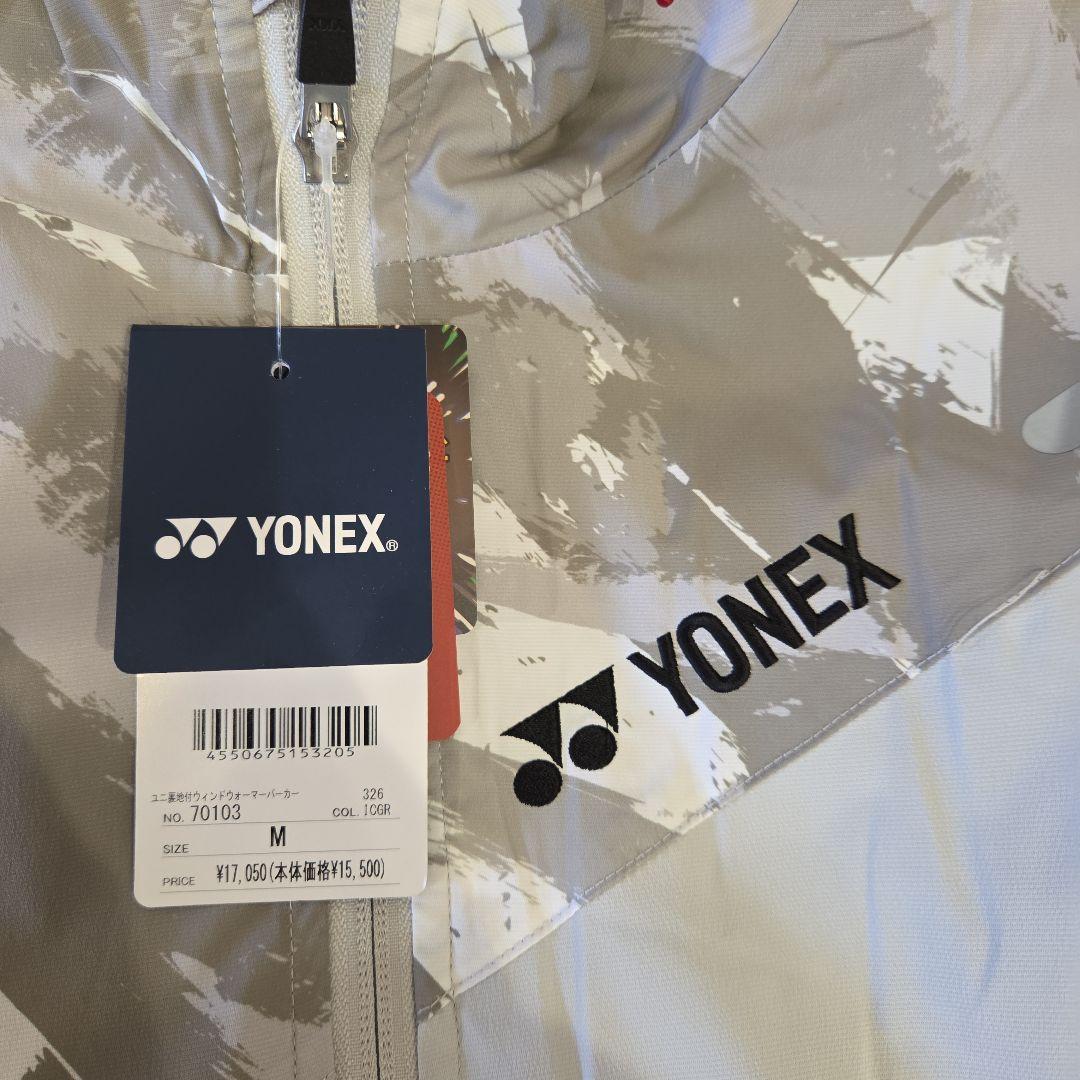 YONEX®
YONEX
4550675153205
ユニ裏地付ウィンドウォーマーパーカー 326
NO. 70103 COL. ICGR
SIZE M
PRICE ¥17,050(本体価格¥15,500)